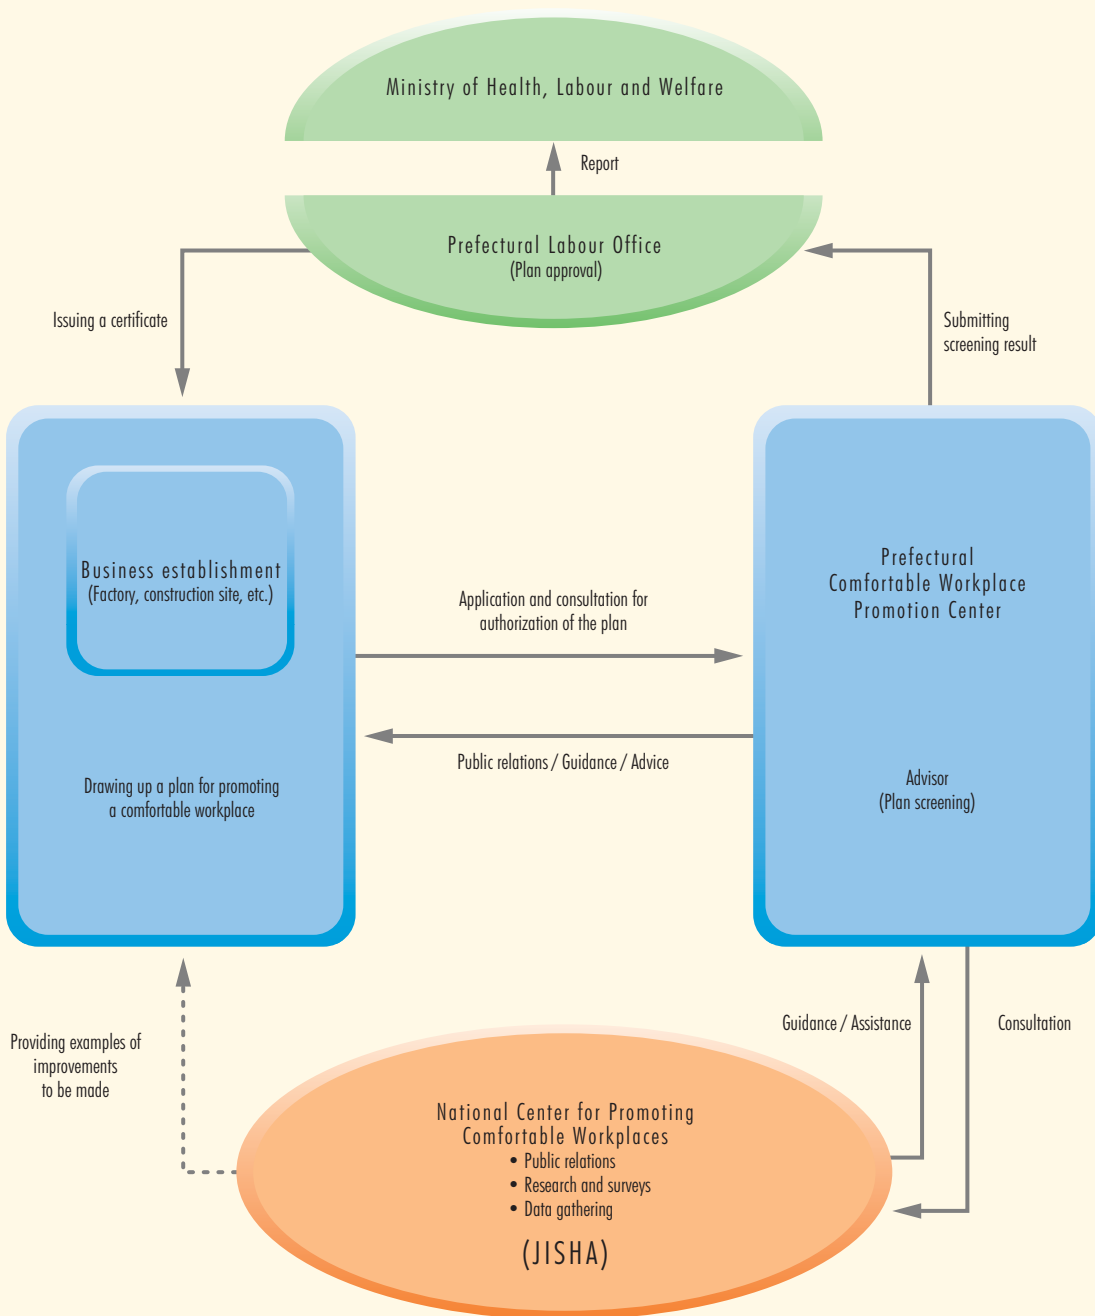 Ministry of Health, Labour and Welfare
Report
Prefectural Labour Office
(Plan approval)
Issuing a certificate
Submitting
screening result
Business establishment
(Factory, construction site, etc.)
Drawing up a plan for promoting
a comfortable workplace
Application and consultation for
authorization of the plan
Public relations / Guidance / Advice
Prefectural
Comfortable Workplace
Promotion Center
Advisor
(Plan screening)
Providing examples of
improvements
to be made
Guidance / Assistance
Consultation
National Center for Promoting
Comfortable Workplaces
• Public relations
• Research and surveys
• Data gathering
(JISHA)